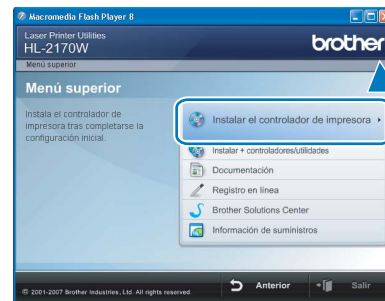 Macromedia Flash Player 8
Laser Printer Utilities
HL-2170W
brother
Menú superior
Menú superior
Instala el controlador de
impresora tras completarse la
configuración inicial.
Instalar el controlador de impresora
Instalar + controladores/utilidades
Documentación
Registro en línea
Brother Solutions Center
Información de suministros
© 2001-2007 Brother Industries, Ltd. All rights reserved.
Anterior
Salir